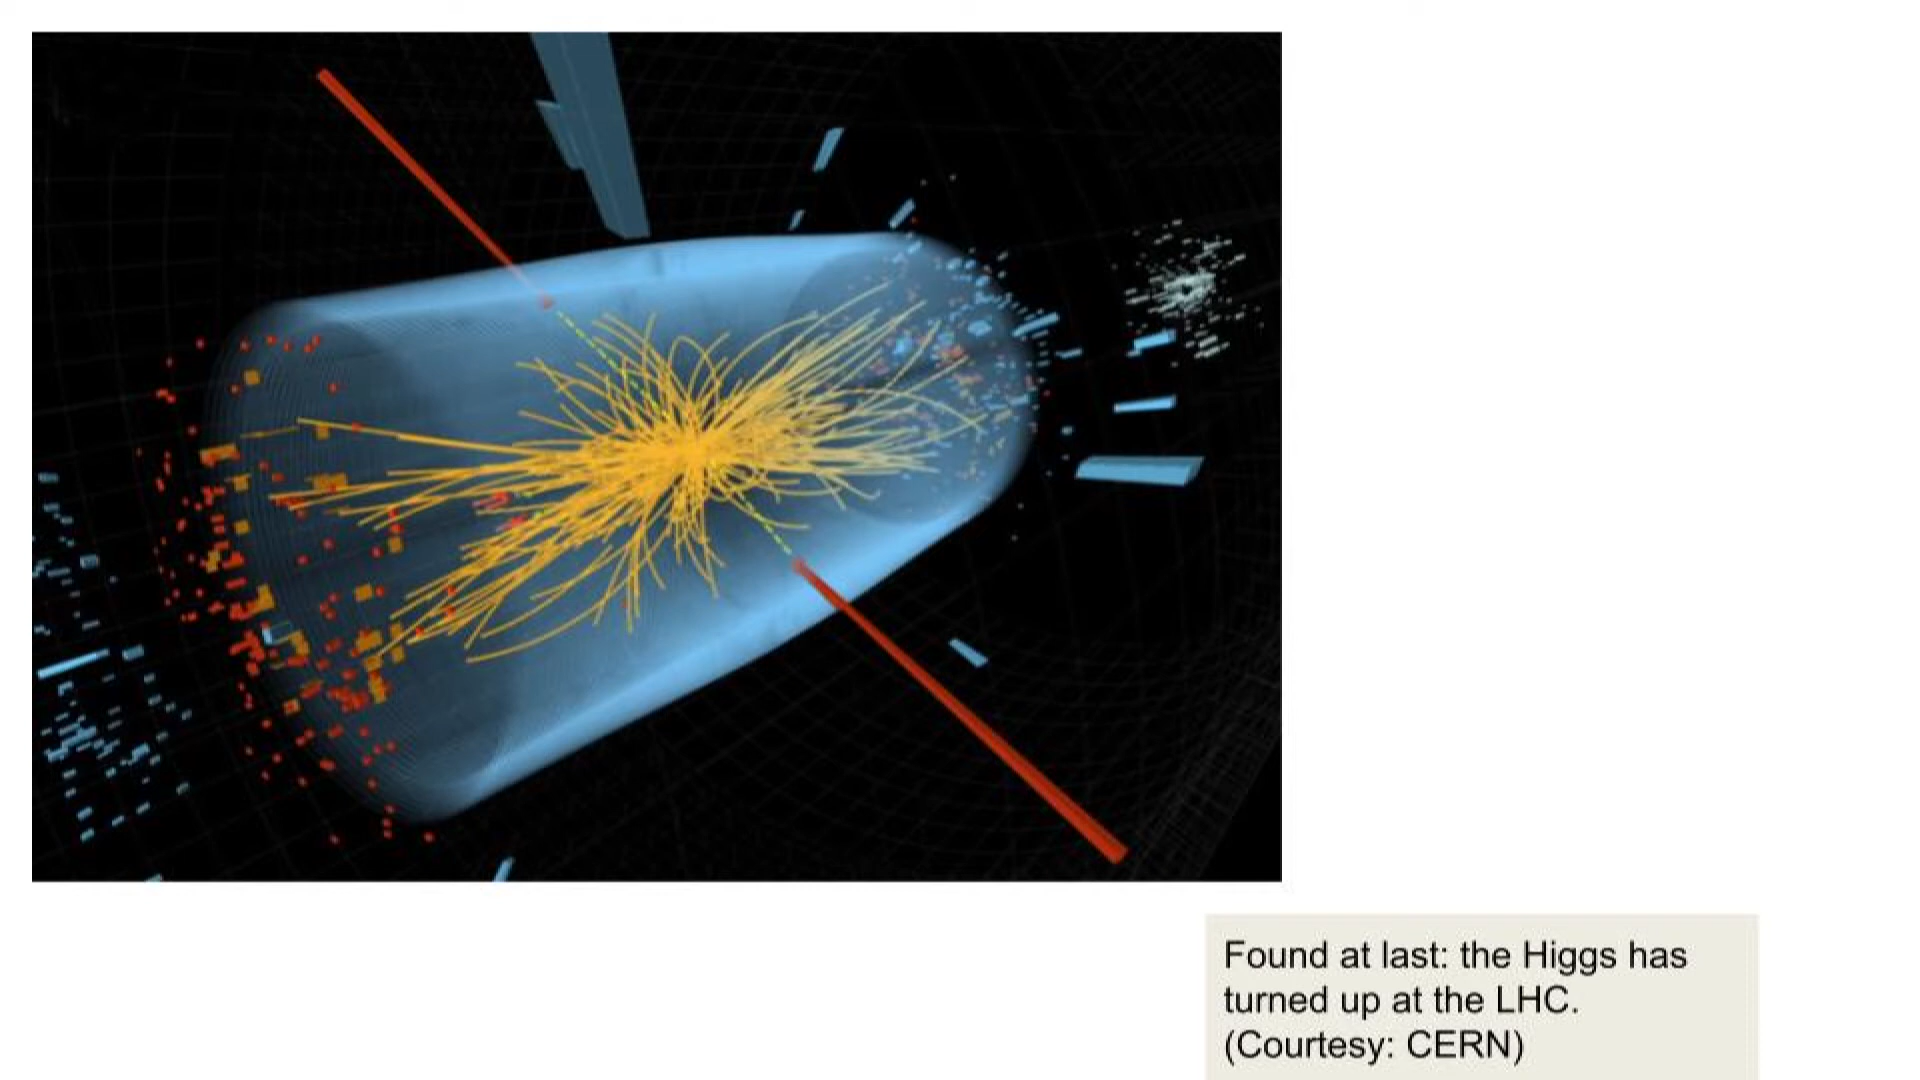 Found at last: the Higgs has
turned up at the LHC.
(Courtesy: CERN)